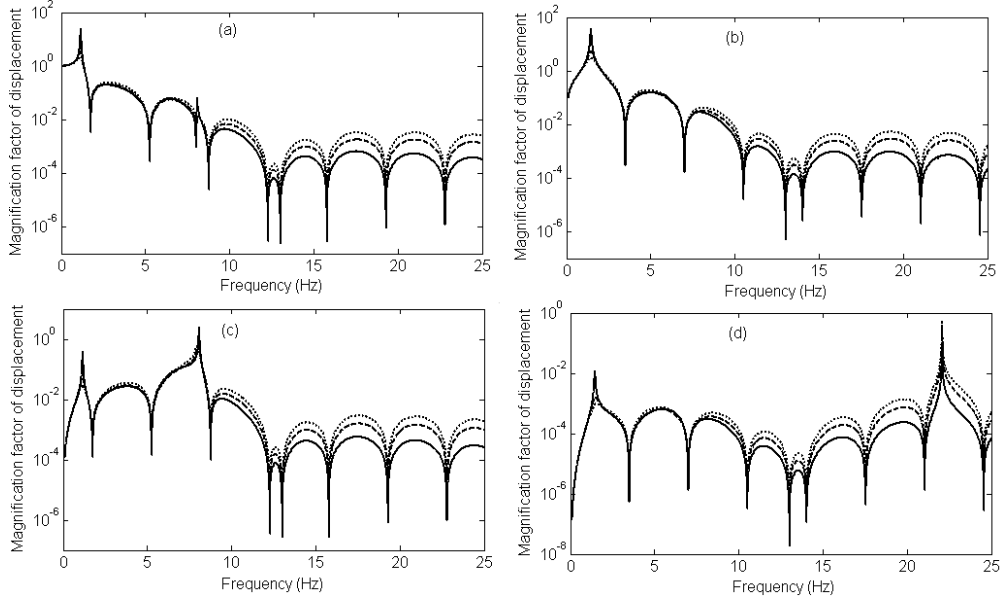 Magnification factor of displacement
10^2
10^0
10^-2
10^-4
10^-6
(a)
0 5 10 15 20 25
Frequency (Hz)
Magnification factor of displacement
10^2
10^0
10^-2
10^-4
10^-6
(b)
0 5 10 15 20 25
Frequency (Hz)
Magnification factor of displacement
10^0
10^-2
10^-4
10^-6
(c)
0 5 10 15 20 25
Frequency (Hz)
Magnification factor of displacement
10^0
10^-2
10^-4
10^-6
10^-8
(d)
0 5 10 15 20 25
Frequency (Hz)